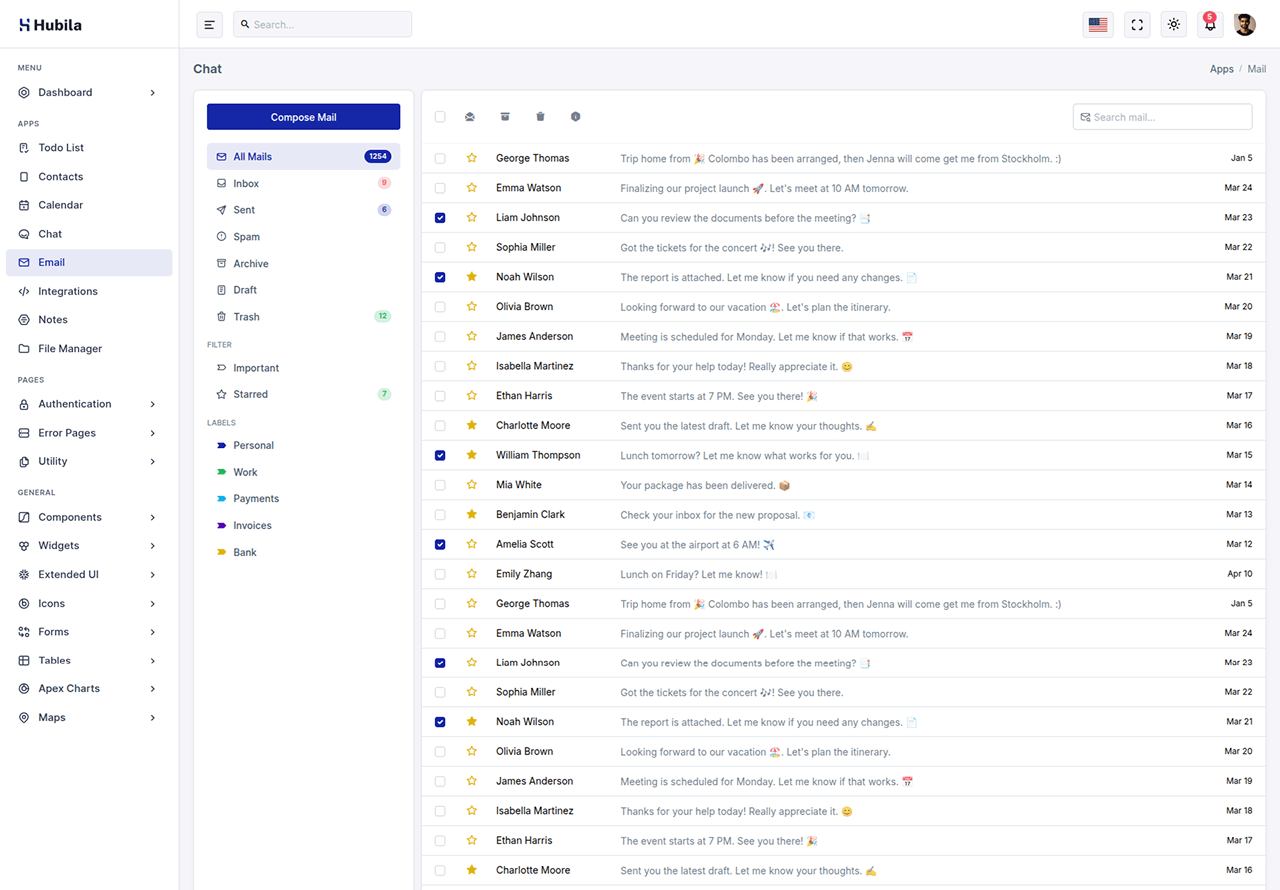 Hubila
Search...
5
MENU
Dashboard
APPS
Todo List
Contacts
Calendar
Chat
Email
Integrations
Notes
File Manager
PAGES
Authentication
Error Pages
Utility
GENERAL
Components
Widgets
Extended UI
Icons
Forms
Tables
Apex Charts
Maps
Chat
Apps / Mail
Compose Mail
All Mails 1254
Inbox 9
Sent 6
Spam
Archive
Draft
Trash 12
FILTER
Important
Starred 7
LABELS
Personal
Work
Payments
Invoices
Bank
Search mail...
George Thomas Trip home from 🎉 Colombo has been arranged, then Jenna will come get me from Stockholm. :) Jan 5
Emma Watson Finalizing our project launch 🚀. Let's meet at 10 AM tomorrow. Mar 24
Liam Johnson Can you review the documents before the meeting? 📑 Mar 23
Sophia Miller Got the tickets for the concert 🎶! See you there. Mar 22
Noah Wilson The report is attached. Let me know if you need any changes. 📄 Mar 21
Olivia Brown Looking forward to our vacation 🏖️. Let's plan the itinerary. Mar 20
James Anderson Meeting is scheduled for Monday. Let me know if that works. 📅 Mar 19
Isabella Martinez Thanks for your help today! Really appreciate it. 😊 Mar 18
Ethan Harris The event starts at 7 PM. See you there! 🎉 Mar 17
Charlotte Moore Sent you the latest draft. Let me know your thoughts. ✍️ Mar 16
William Thompson Lunch tomorrow? Let me know what works for you. 🍽️ Mar 15
Mia White Your package has been delivered. 📦 Mar 14
Benjamin Clark Check your inbox for the new proposal. 📧 Mar 13
Amelia Scott See you at the airport at 6 AM! ✈️ Mar 12
Emily Zhang Lunch on Friday? Let me know! 🍽️ Apr 10
George Thomas Trip home from 🎉 Colombo has been arranged, then Jenna will come get me from Stockholm. :) Jan 5
Emma Watson Finalizing our project launch 🚀. Let's meet at 10 AM tomorrow. Mar 24
Liam Johnson Can you review the documents before the meeting? 📑 Mar 23
Sophia Miller Got the tickets for the concert 🎶! See you there. Mar 22
Noah Wilson The report is attached. Let me know if you need any changes. 📄 Mar 21
Olivia Brown Looking forward to our vacation 🏖️. Let's plan the itinerary. Mar 20
James Anderson Meeting is scheduled for Monday. Let me know if that works. 📅 Mar 19
Isabella Martinez Thanks for your help today! Really appreciate it. 😊 Mar 18
Ethan Harris The event starts at 7 PM. See you there! 🎉 Mar 17
Charlotte Moore Sent you the latest draft. Let me know your thoughts. ✍️ Mar 16